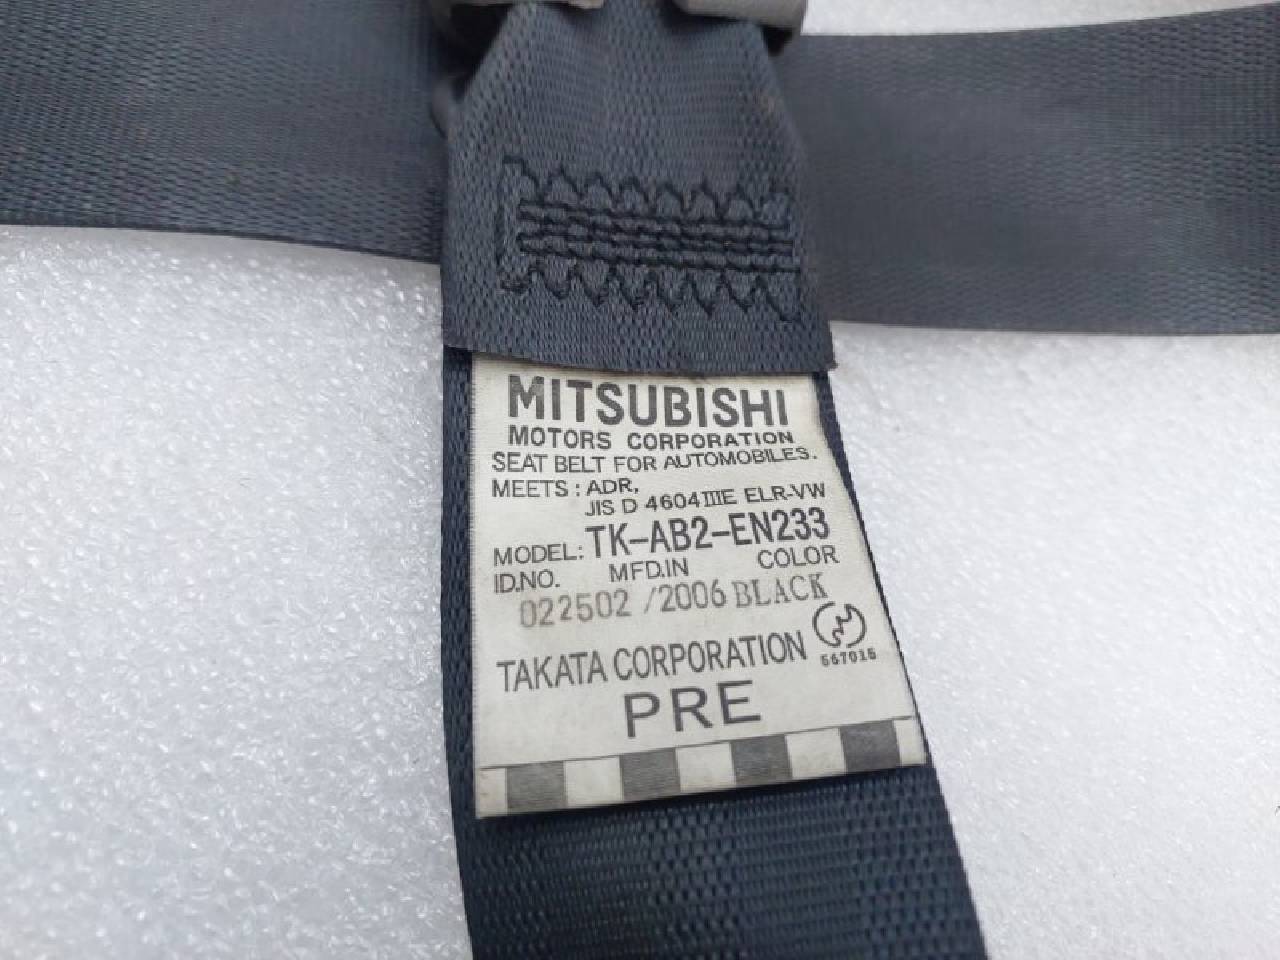 MITSUBISHI
MOTORS CORPORATION
SEAT BELT FOR AUTOMOBILES.
MEETS : ADR,
JIS D 4604 IIIE ELR-VW
MODEL: TK-AB2-EN233
ID.NO. MFD.IN COLOR
022502 /2006 BLACK
TAKATA CORPORATION
567015
PRE